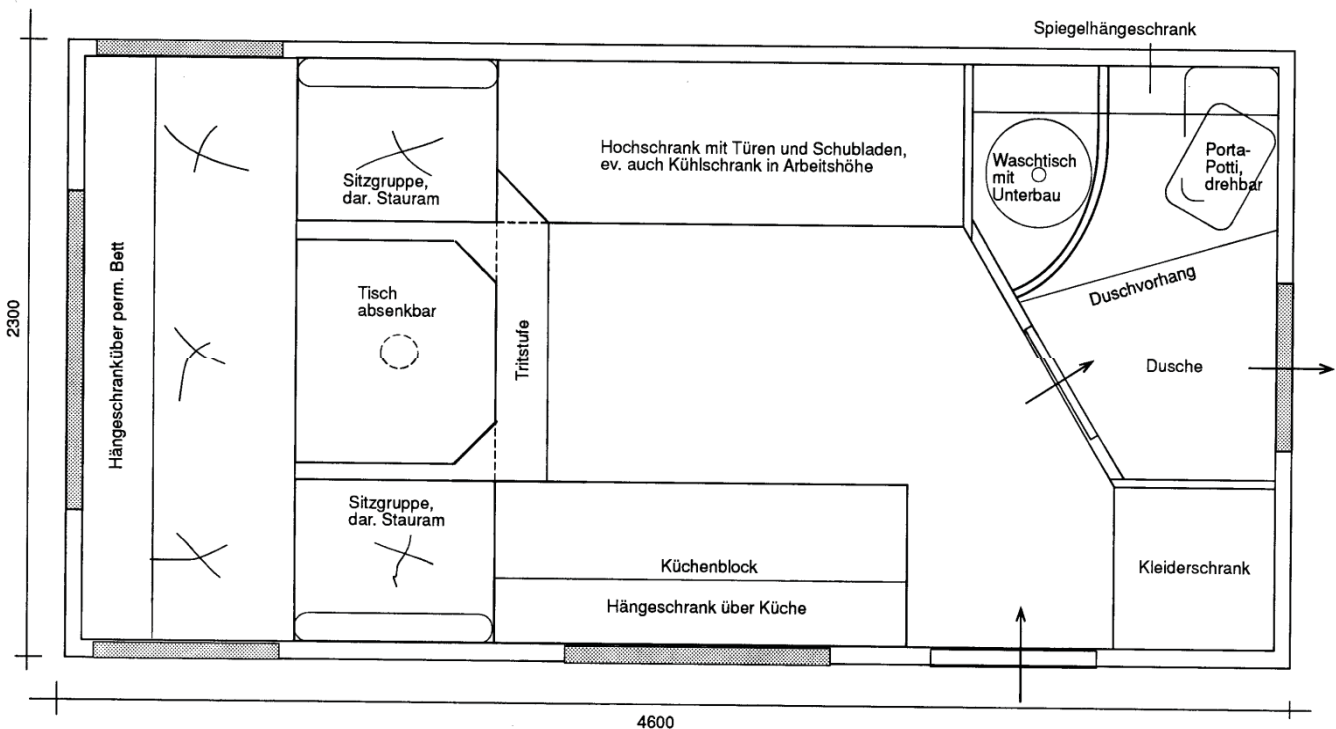 Spiegelhängeschrank
Hochschrank mit Türen und Schubladen,
ev. auch Kühlschrank in Arbeitshöhe
Waschtisch
mit
Unterbau
Porta-
Potti,
drehbar
Sitzgruppe,
dar. Stauram
Hängeschranküber perm. Bett
Tisch
absenkbar
Tritstufe
Duschvorhang
Dusche
2300
Sitzgruppe,
dar. Stauram
Küchenblock
Hängeschrank über Küche
Kleiderschrank
4600